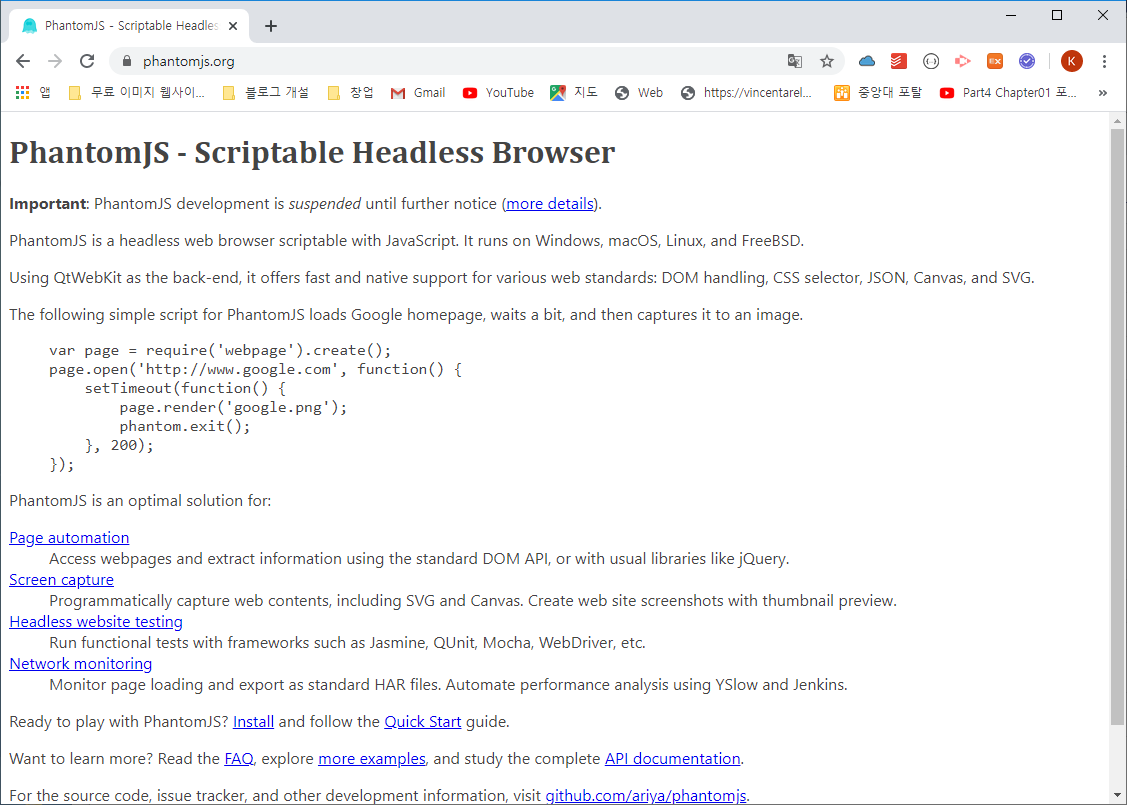 PhantomJS - Scriptable Headles
phantomjs.org
K
앱 무료 이미지 웹사이... 블로그 개설 창업 Gmail YouTube 지도 Web https://vincentarel... 중앙대 포탈 Part4 Chapter01 포... »
PhantomJS - Scriptable Headless Browser
Important: PhantomJS development is suspended until further notice (more details).
PhantomJS is a headless web browser scriptable with JavaScript. It runs on Windows, macOS, Linux, and FreeBSD.
Using QtWebKit as the back-end, it offers fast and native support for various web standards: DOM handling, CSS selector, JSON, Canvas, and SVG.
The following simple script for PhantomJS loads Google homepage, waits a bit, and then captures it to an image.
var page = require('webpage').create();
page.open('http://www.google.com', function() {
    setTimeout(function() {
        page.render('google.png');
        phantom.exit();
    }, 200);
});
PhantomJS is an optimal solution for:
Page automation
Access webpages and extract information using the standard DOM API, or with usual libraries like jQuery.
Screen capture
Programmatically capture web contents, including SVG and Canvas. Create web site screenshots with thumbnail preview.
Headless website testing
Run functional tests with frameworks such as Jasmine, QUnit, Mocha, WebDriver, etc.
Network monitoring
Monitor page loading and export as standard HAR files. Automate performance analysis using YSlow and Jenkins.
Ready to play with PhantomJS? Install and follow the Quick Start guide.
Want to learn more? Read the FAQ, explore more examples, and study the complete API documentation.
For the source code, issue tracker, and other development information, visit github.com/ariya/phantomjs.